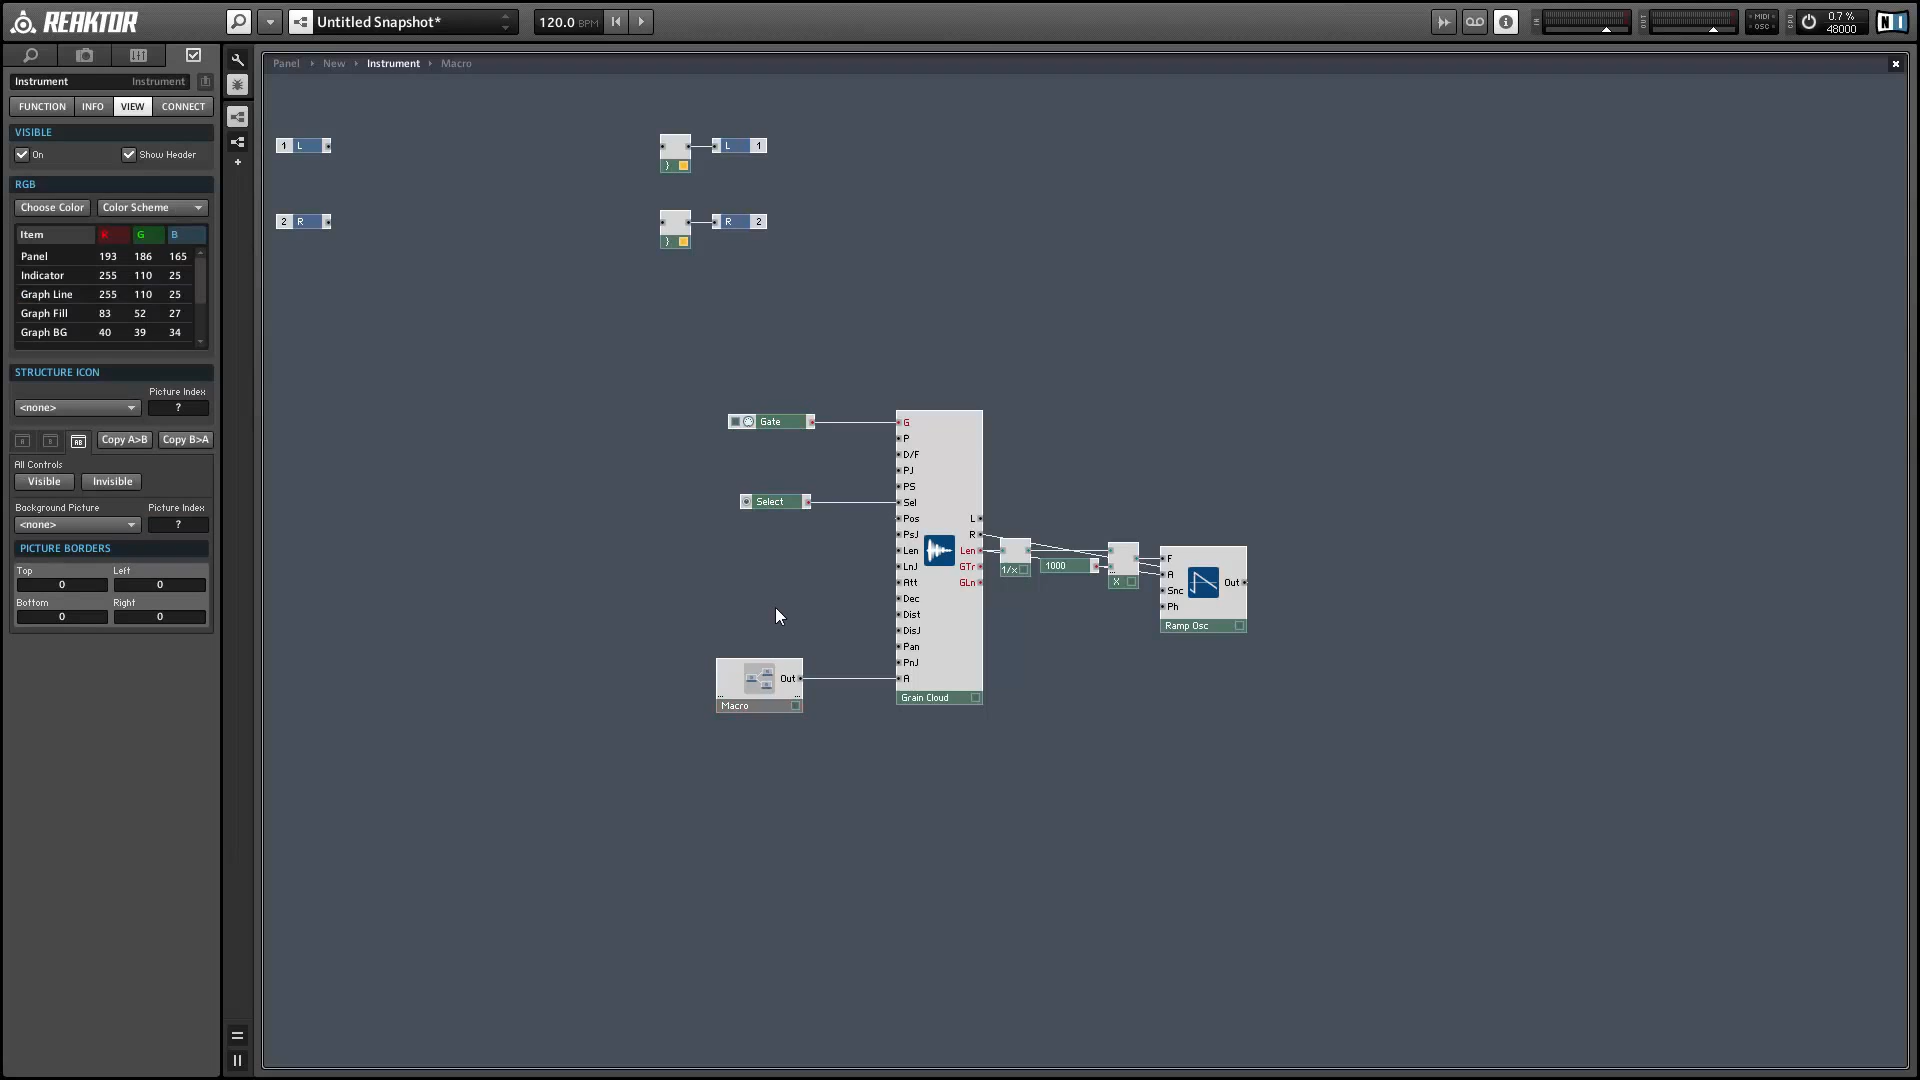 REAKTOR
Untitled Snapshot*
120.0 BPM
MIDI
OSC
0.7 %
48000
Instrument Instrument
FUNCTION INFO VIEW CONNECT
VISIBLE
On Show Header
RGB
Choose Color Color Scheme
Item R G B
Panel 193 186 165
Indicator 255 110 25
Graph Line 255 110 25
Graph Fill 83 52 27
Graph BG 40 39 34
STRUCTURE ICON
Picture Index
<none> ?
AB Copy A>B Copy B>A
All Controls
Visible Invisible
Background Picture Picture Index
<none> ?
PICTURE BORDERS
Top Left
0 0
Bottom Right
0 0
Panel New Instrument Macro
1 L
L 1
2 R
R 2
Gate
Select
Out
Macro
G
P
D/F
PJ
PS
Sel
Pos L
PsJ R
Len Len
LnJ GTr
Att GLn
Dec
Dist
DisJ
Pan
PnJ
A
Grain Cloud
1/x
1000
X
F
A
Snc Out
Ph
Ramp Osc